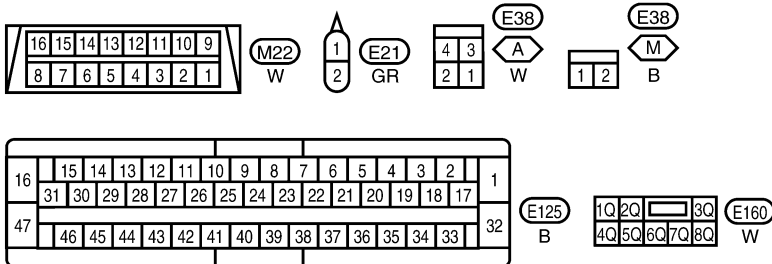 16 15 14 13 12 11 10 9
8 7 6 5 4 3 2 1
M22
W
1
2
E21
GR
4 3
2 1
E38
A
W
1 2
E38
M
B
15 14 13 12 11 10 9 8 7 6 5 4 3 2
16 1
31 30 29 28 27 26 25 24 23 22 21 20 19 18 17
47 32
46 45 44 43 42 41 40 39 38 37 36 35 34 33
E125
B
1Q 2Q 3Q
4Q 5Q 6Q 7Q 8Q
E160
W